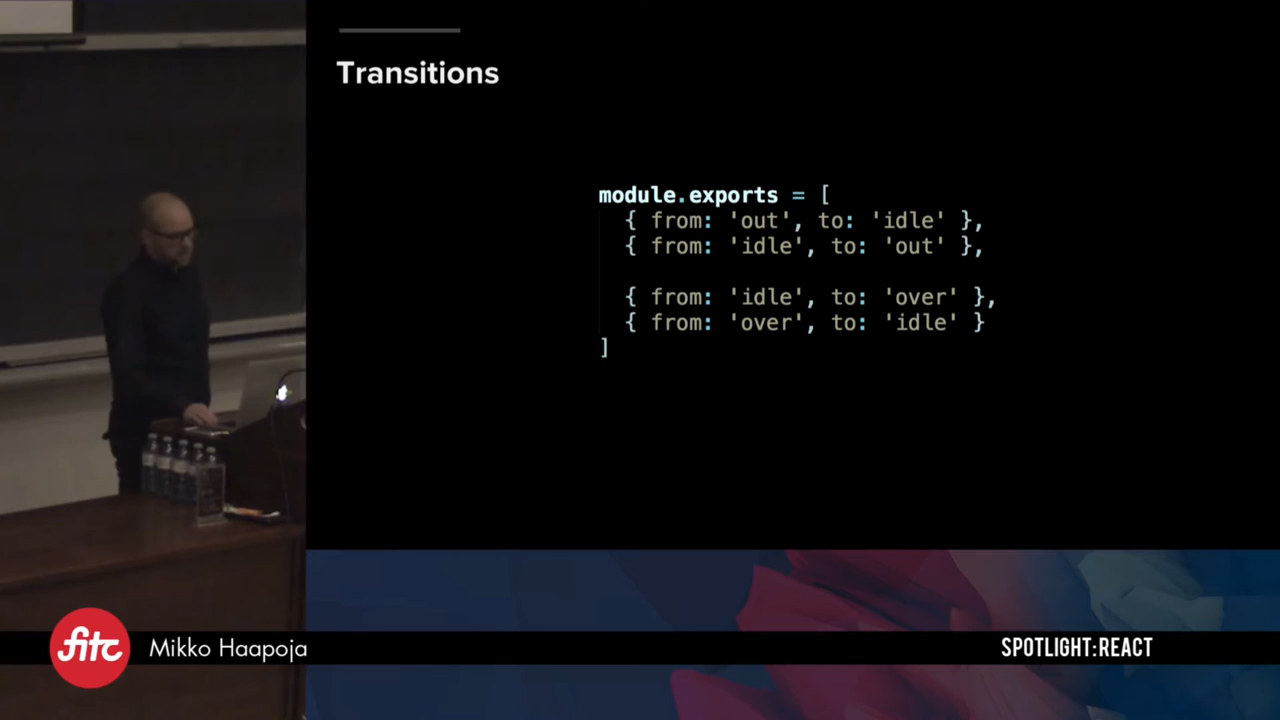 Transitions
module.exports = [
{ from: 'out', to: 'idle' },
{ from: 'idle', to: 'out' },
{ from: 'idle', to: 'over' },
{ from: 'over', to: 'idle' }
]
fitc
Mikko Haapoja
SPOTLIGHT:REACT